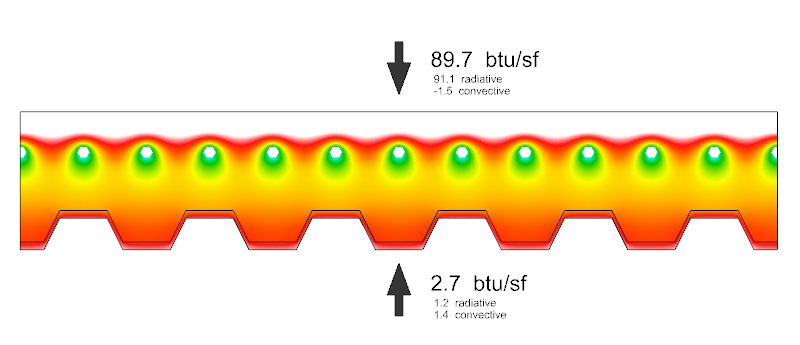 89.7 btu/sf
91.1 radiative
-1.5 convective
2.7 btu/sf
1.2 radiative
1.4 convective